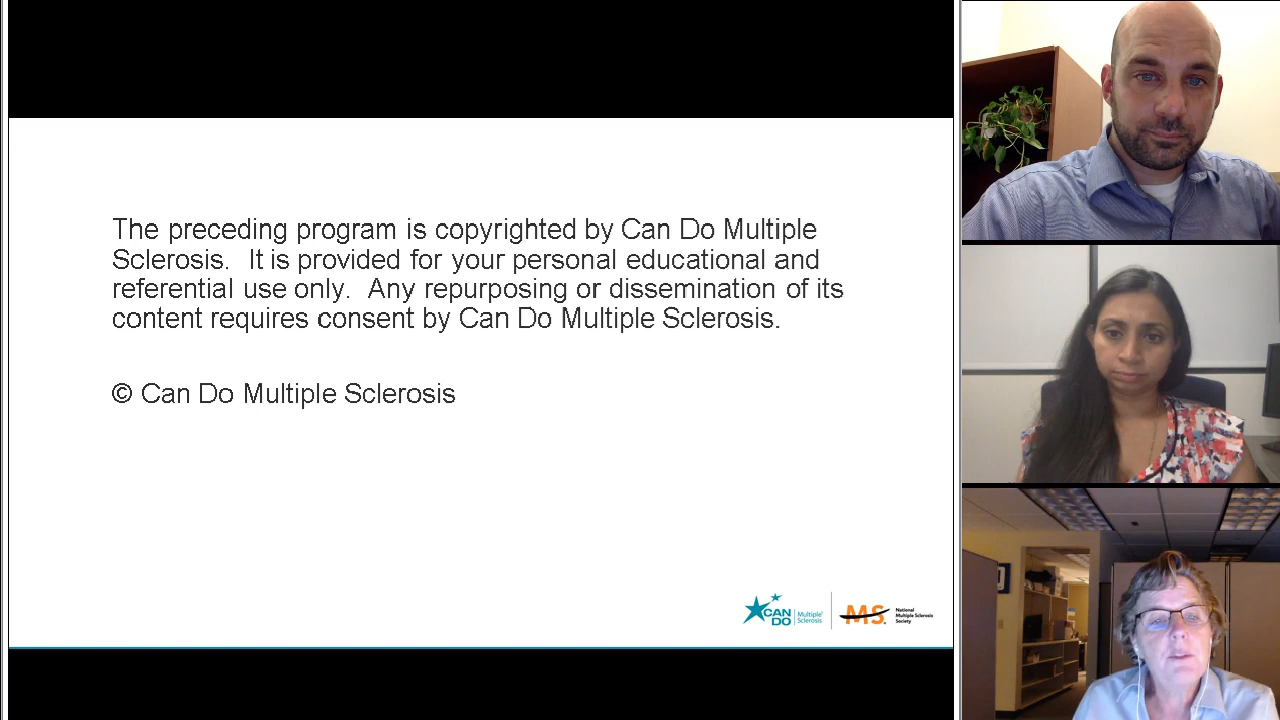 The preceding program is copyrighted by Can Do Multiple
Sclerosis.  It is provided for your personal educational and
referential use only.  Any repurposing or dissemination of its
content requires consent by Can Do Multiple Sclerosis.
© Can Do Multiple Sclerosis
CAN
DO
Multiple
Sclerosis
MS
National
Multiple Sclerosis
Society